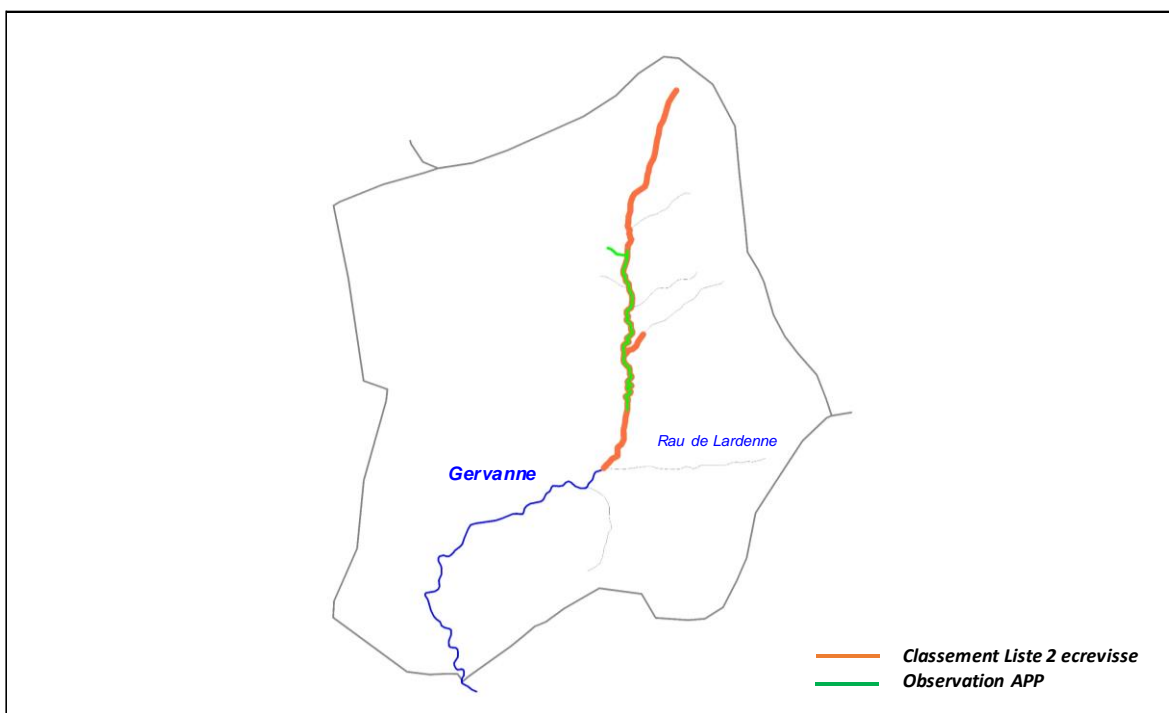 Rau de Lardenne
Gervanne
Classement Liste 2 ecrevisse
Observation APP